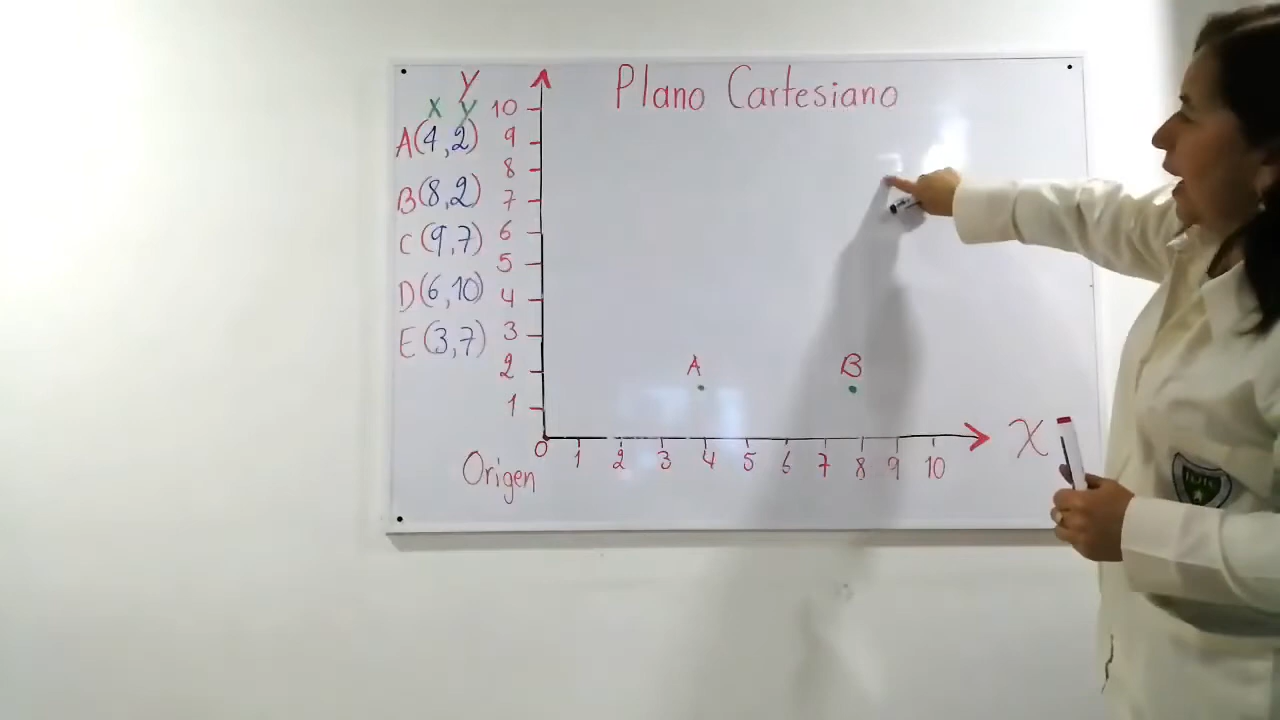 Plano Cartesiano
Y
X Y
A(4,2)
B(8,2)
C(9,7)
D(6,10)
E(3,7)
10
9
8
7
6
5
4
3
2
1
A
B
0 1 2 3 4 5 6 7 8 9 10
X
Origen